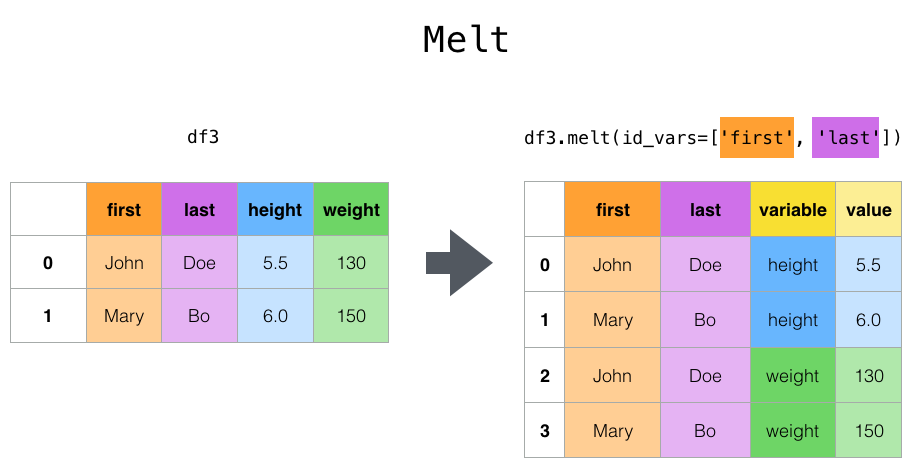 Melt
df3
first last height weight
0 John Doe 5.5 130
1 Mary Bo 6.0 150
df3.melt(id_vars=['first', 'last'])
first last variable value
0 John Doe height 5.5
1 Mary Bo height 6.0
2 John Doe weight 130
3 Mary Bo weight 150